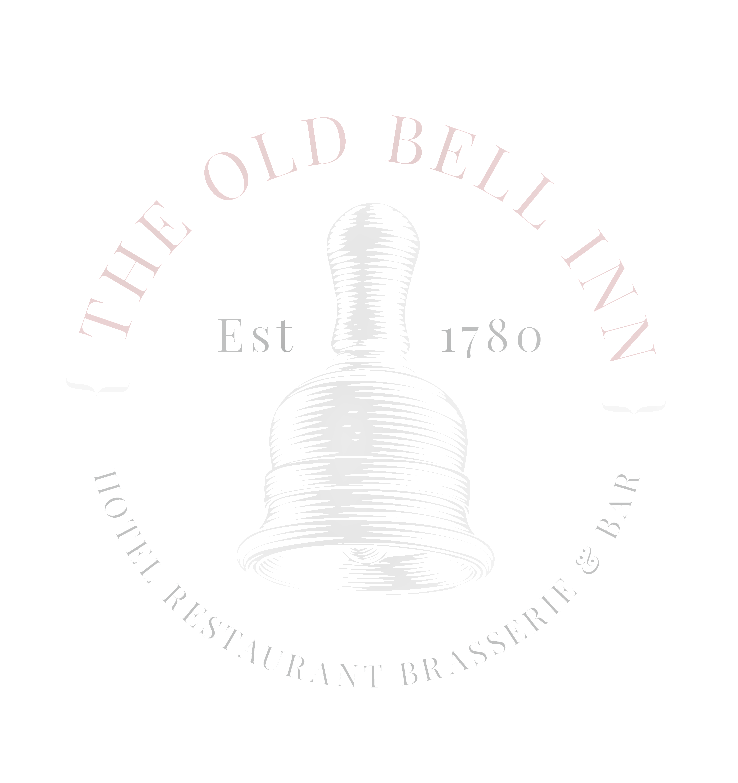 THE OLD BELL INN
Est 1780
HOTEL RESTAURANT BRASSERIE & BAR